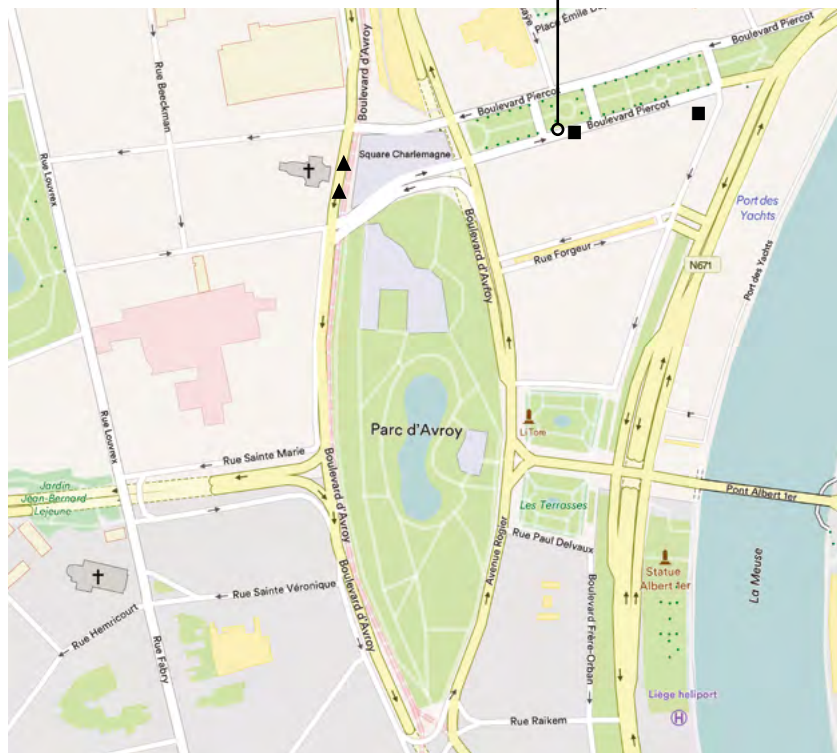 Place Émile De
Boulevard Piercot
Boulevard d'Avroy
Rue Beeckman
Boulevard Piercot
Boulevard Piercot
Square Charlemagne
Rue Louvrex
Port des
Yachts
Boulevard d'Avroy
Rue Forgeur
N671
Port des Yachts
Rue Louvrex
Parc d'Avroy
Li Tore
Rue Sainte Marie
Jardin
Jean-Bernard
Lejeune
Boulevard d'Avroy
Pont Albert 1er
Les Terrasses
Rue Paul Delvaux
Avenue Rogier
Statue
Albert 1er
La Meuse
Boulevard d'Avroy
Rue Sainte Véronique
Rue Hemricourt
Rue Fabry
Boulevard Frère-Orban
Liège heliport
H
Rue Raikem